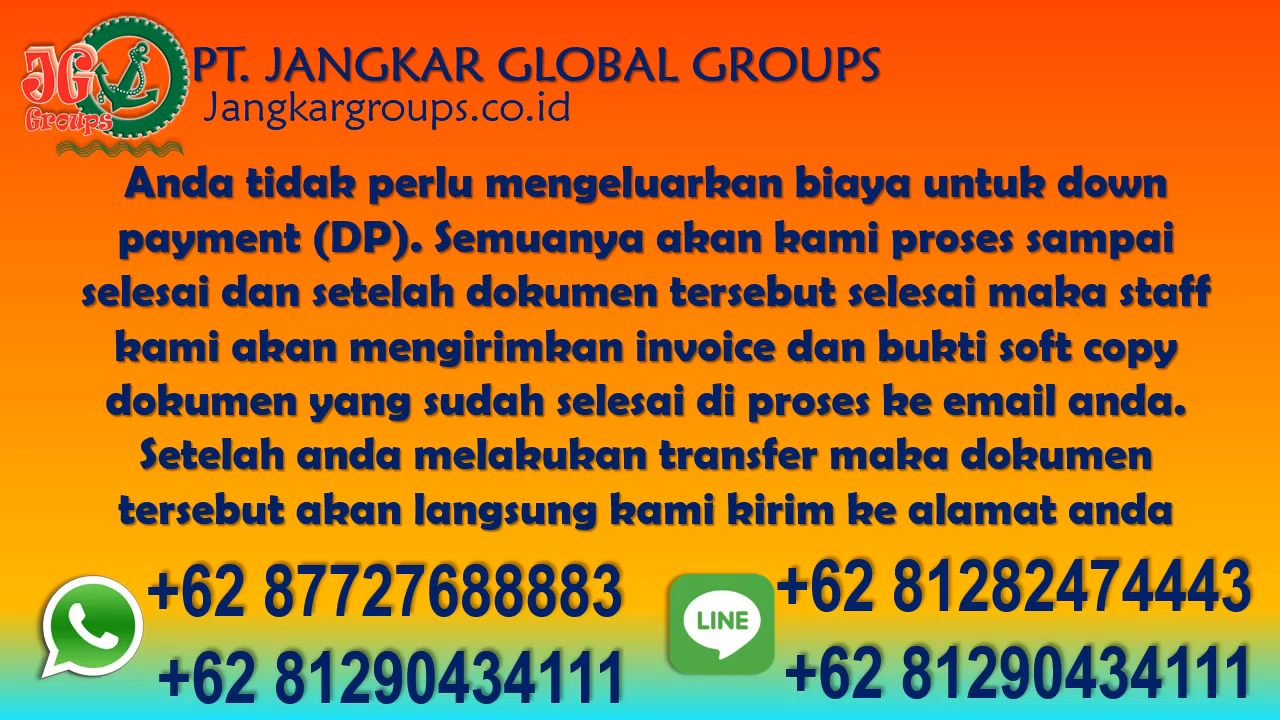 JG
Groups
PT. JANGKAR GLOBAL GROUPS
Jangkargroups.co.id
Anda tidak perlu mengeluarkan biaya untuk down
payment (DP). Semuanya akan kami proses sampai
selesai dan setelah dokumen tersebut selesai maka staff
kami akan mengirimkan invoice dan bukti soft copy
dokumen yang sudah selesai di proses ke email anda.
Setelah anda melakukan transfer maka dokumen
tersebut akan langsung kami kirim ke alamat anda
+62 87727688883
+62 81290434111
LINE
+62 81282474443
+62 81290434111